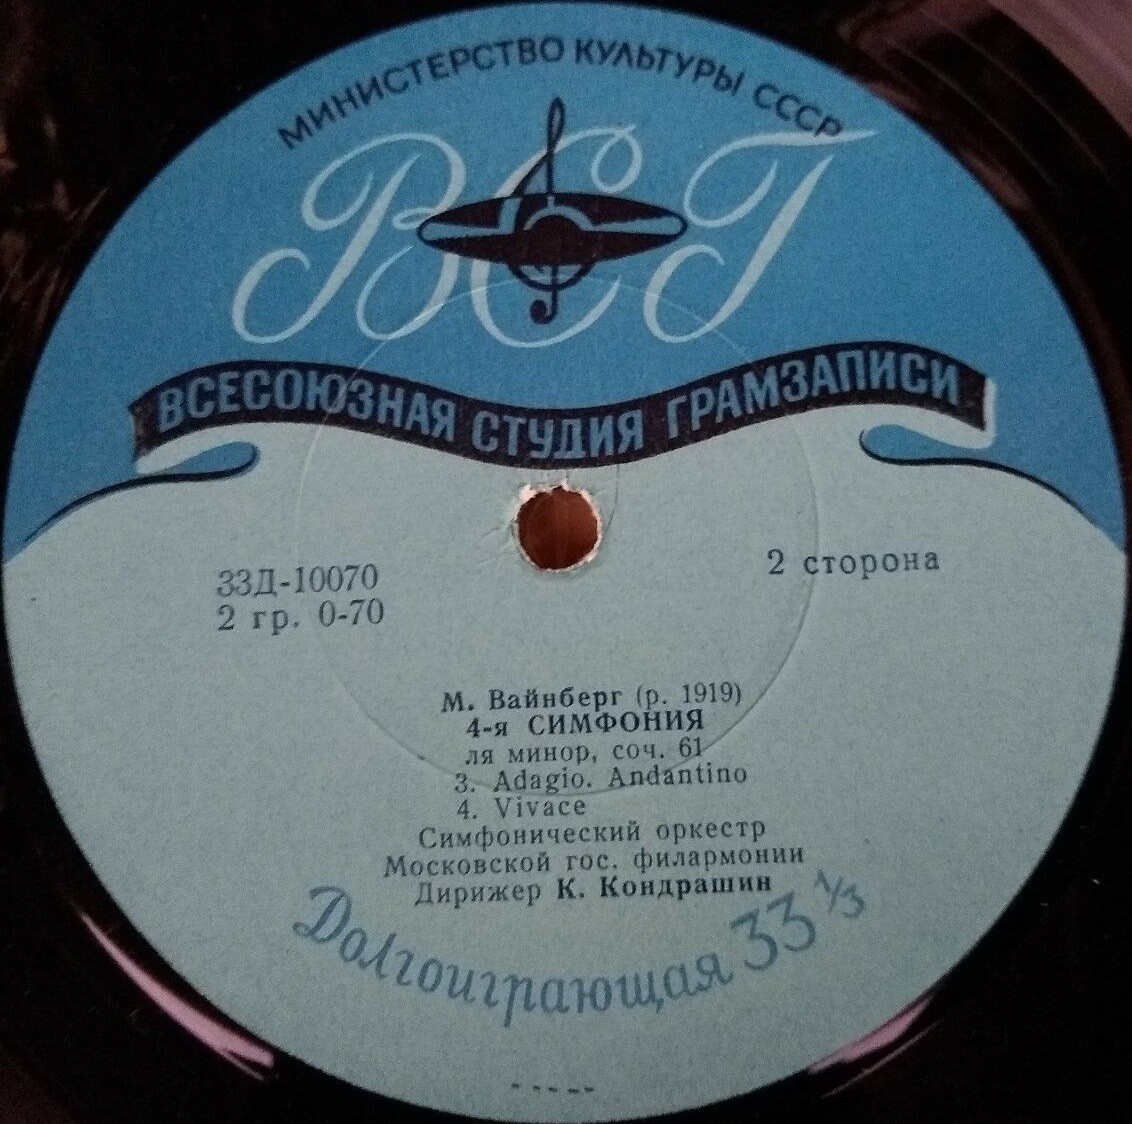 МИНИСТЕРСТВО КУЛЬТУРЫ СССР
ВСГ
ВСЕСОЮЗНАЯ СТУДИЯ ГРАМЗАПИСИ
33Д-10070
2 гр. 0-70
2 сторона
М. Вайнберг (р. 1919)
4-я СИМФОНИЯ
ля минор, соч. 61
3. Adagio. Andantino
4. Vivace
Симфонический оркестр
Московской гос. филармонии
Дирижер К. Кондрашин
Долгоиграющая 33 1/3